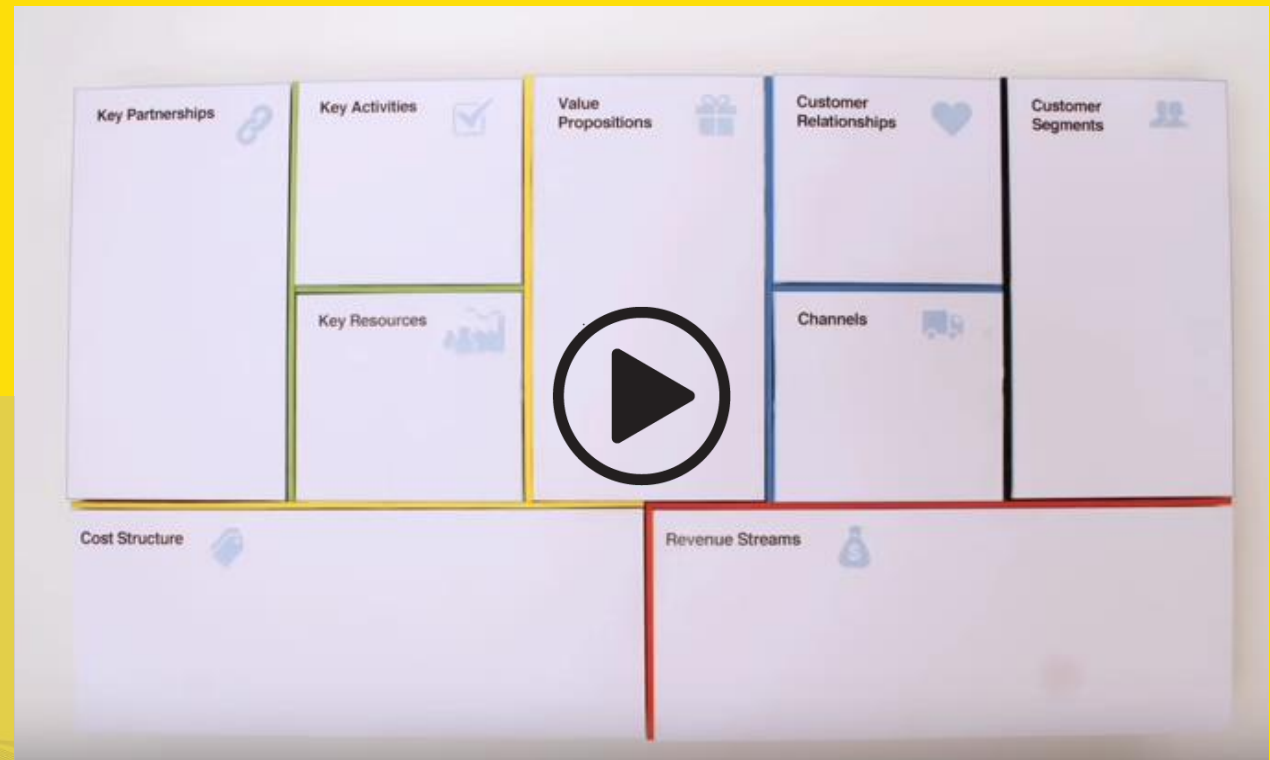 Key Partnerships
Key Activities
Value
Propositions
Customer
Relationships
Customer
Segments
Key Resources
Channels
Cost Structure
Revenue Streams
$